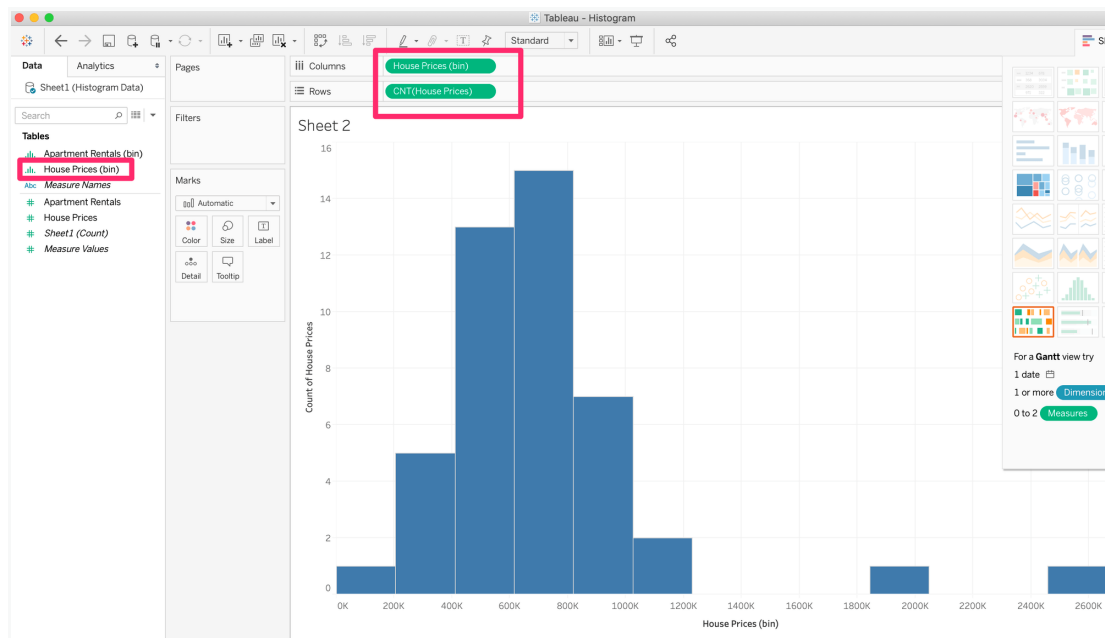 Tableau - Histogram
Standard
Data
Analytics
Sheet1 (Histogram Data)
Search
Tables
Apartment Rentals (bin)
House Prices (bin)
Abc Measure Names
Apartment Rentals
House Prices
Sheet1 (Count)
Measure Values
Pages
Filters
Marks
Automatic
Color
Size
Label
Detail
Tooltip
iii Columns
House Prices (bin)
Rows
CNT(House Prices)
Sheet 2
Count of House Prices
16
14
12
10
8
6
4
2
0
0K 200K 400K 600K 800K 1000K 1200K 1400K 1600K 1800K 2000K 2200K 2400K 2600K
House Prices (bin)
For a Gantt view try
1 date
1 or more Dimension
0 to 2 Measures